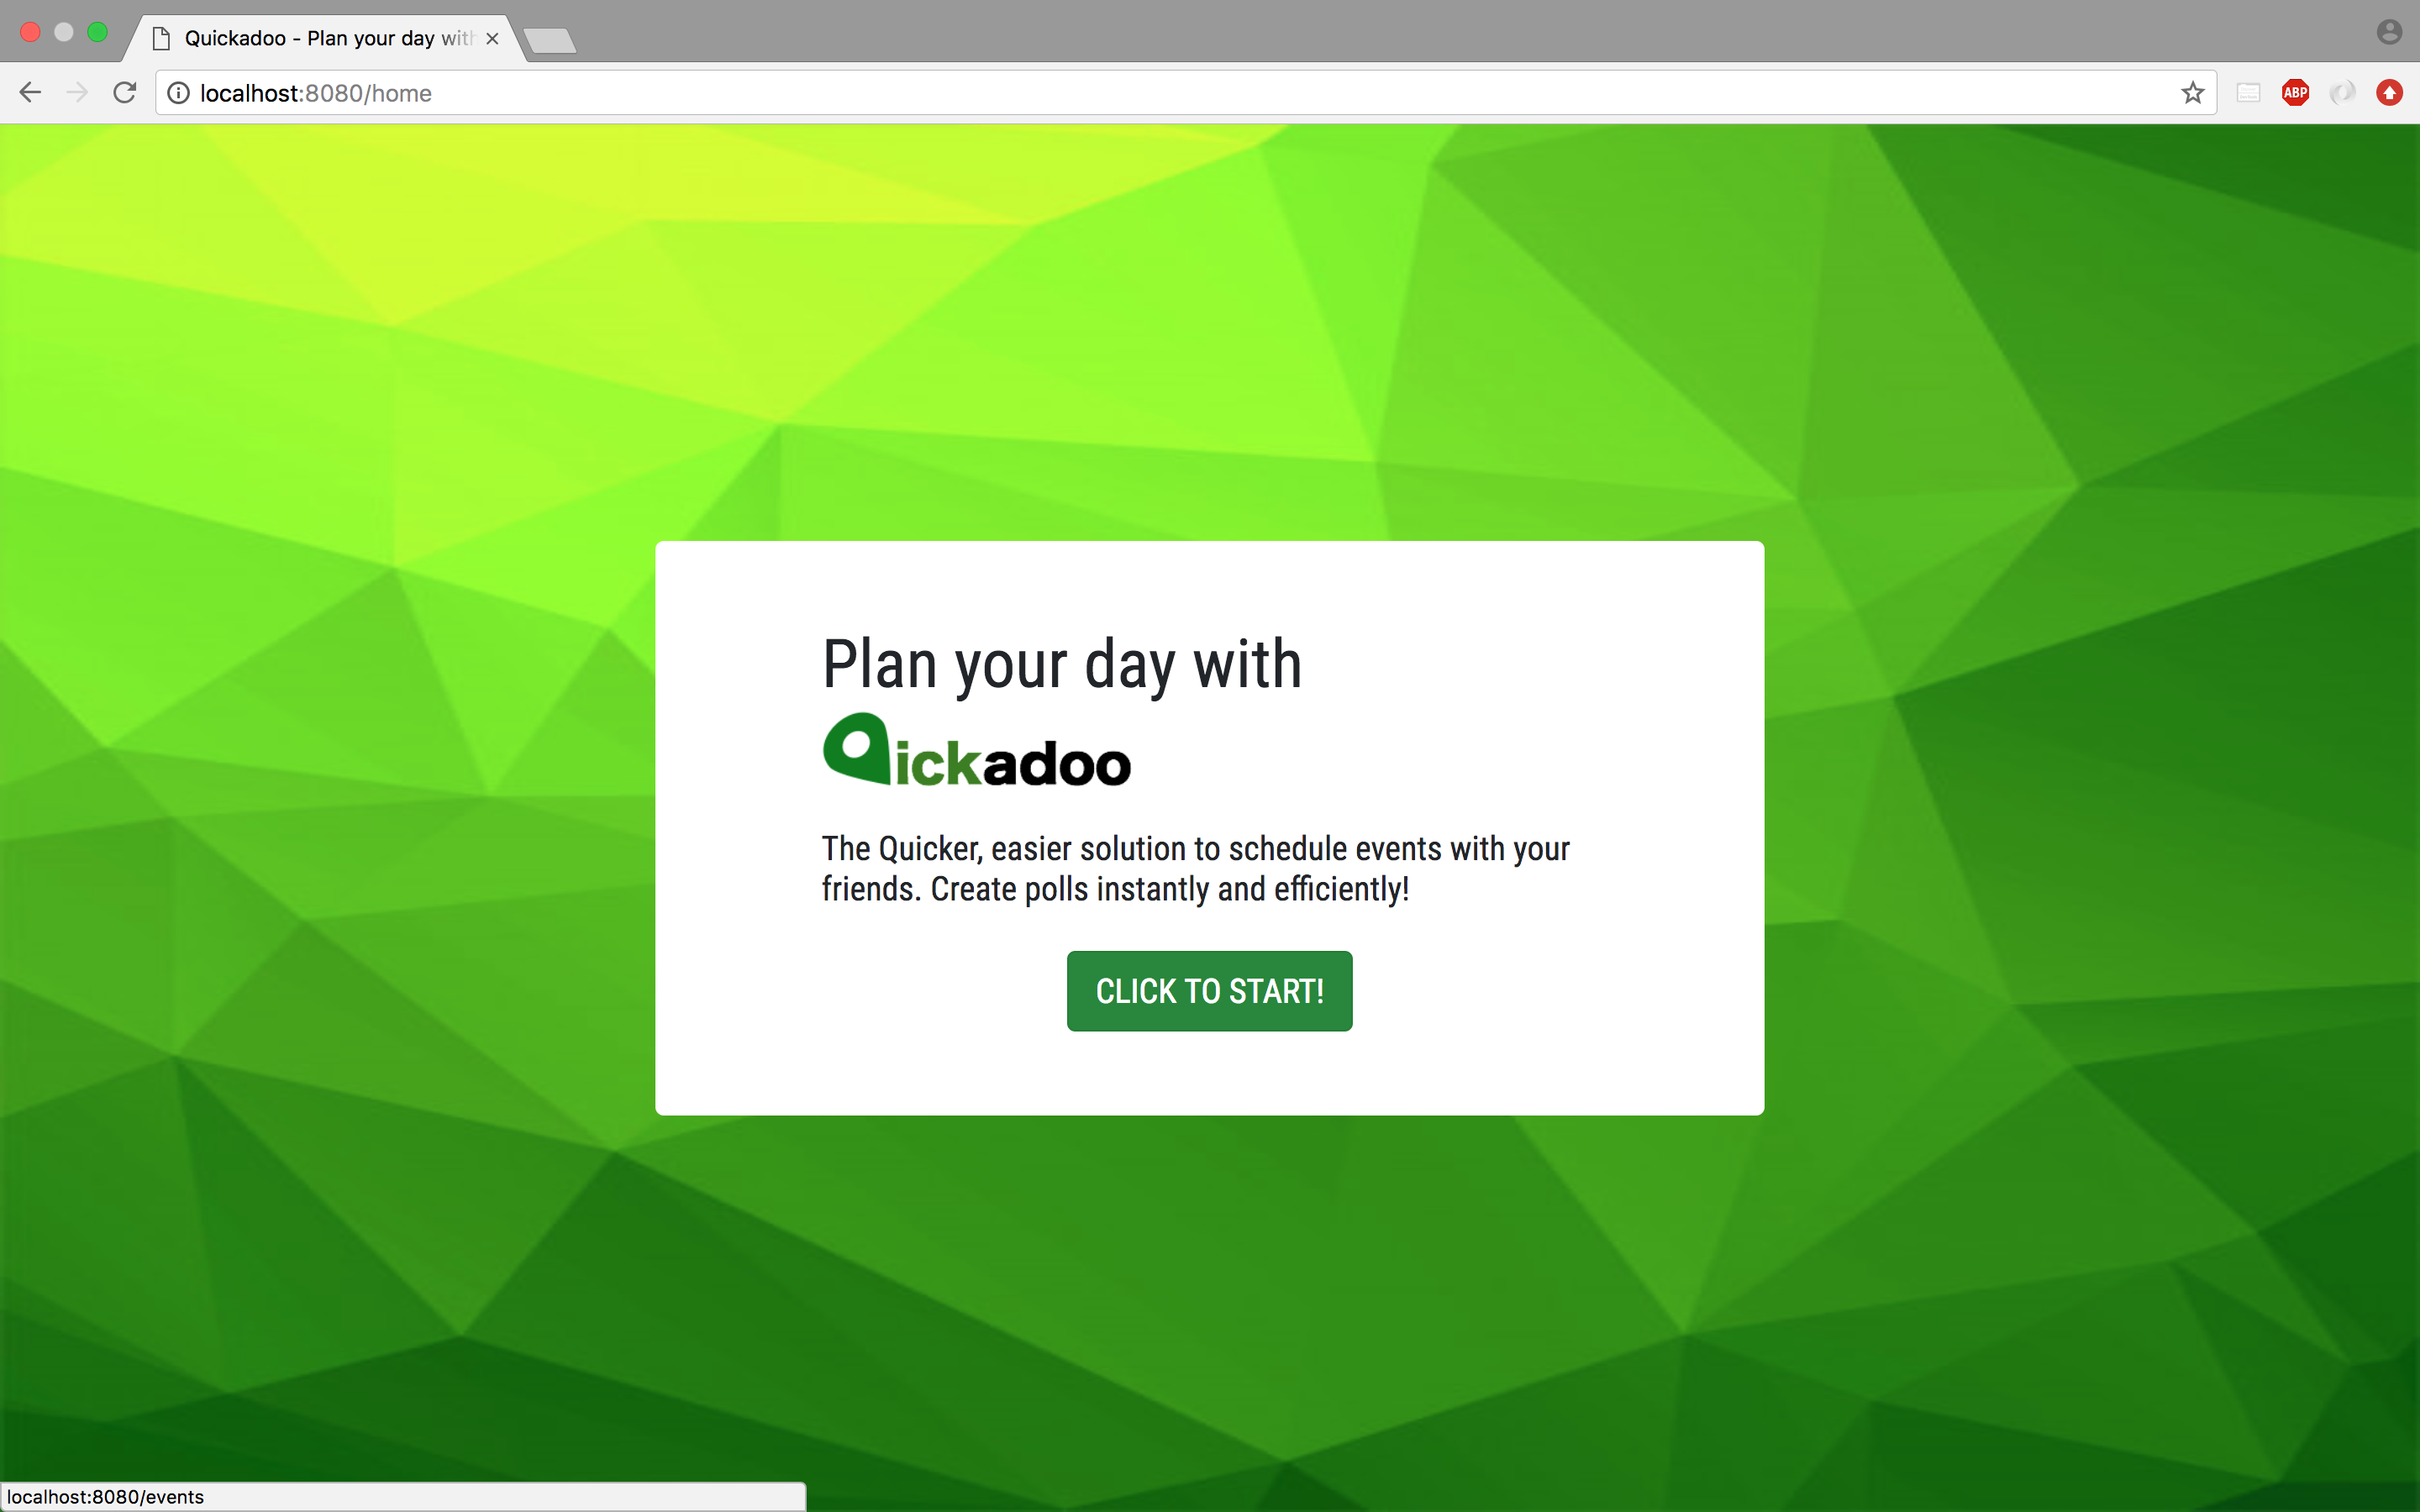 Quickadoo - Plan your day with
localhost:8080/home
ABP
Plan your day with
Qickadoo
The Quicker, easier solution to schedule events with your
friends. Create polls instantly and efficiently!
CLICK TO START!
localhost:8080/events